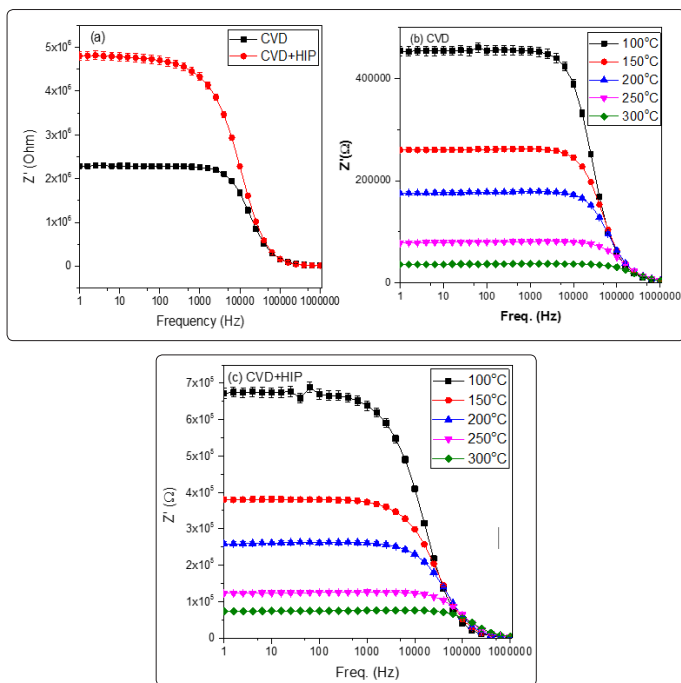 (a)
CVD
CVD+HIP
5x10⁶
4x10⁶
3x10⁶
2x10⁶
1x10⁶
0
Z' (Ohm)
1 10 100 1000 10000 100000 1000000
Frequency (Hz)
(b) CVD
100°C
150°C
200°C
250°C
300°C
400000
200000
0
Z'(Ω)
1 10 100 1000 10000 100000 1000000
Freq. (Hz)
(c) CVD+HIP
100°C
150°C
200°C
250°C
300°C
7x10⁵
6x10⁵
5x10⁵
4x10⁵
3x10⁵
2x10⁵
1x10⁵
0
Z' (Ω)
1 10 100 1000 10000 100000 1000000
Freq. (Hz)